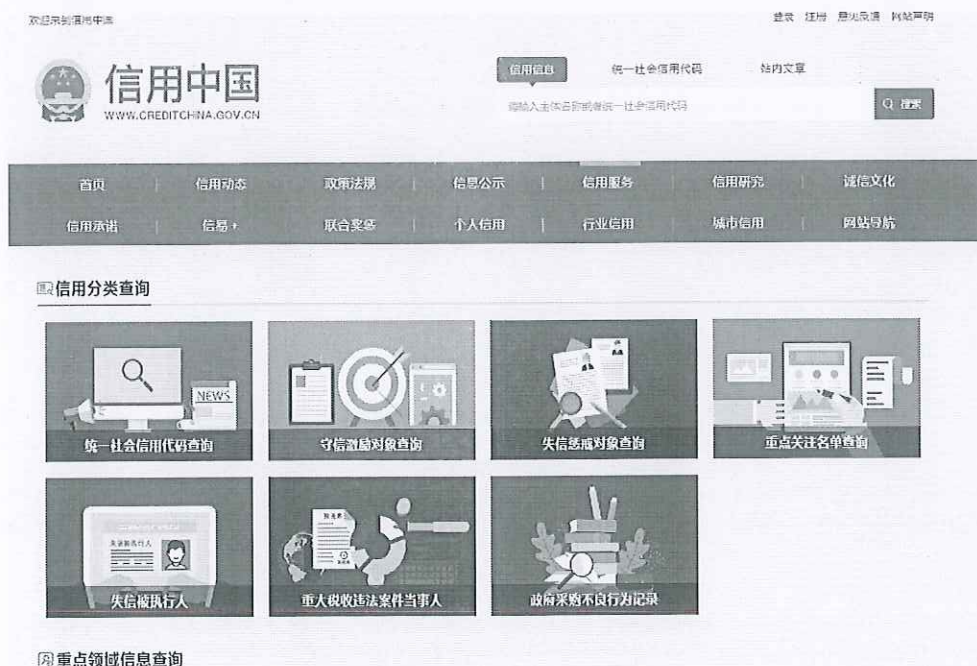 欢迎来到信用中国
登录 注册 意见反馈 网站声明
信用信息 统一社会信用代码 站内文章
信用中国
WWW.CREDITCHINA.GOV.CN
请输入主体名称或者统一社会信用代码
搜索
首页 信用动态 政策法规 信息公示 信用服务 信用研究 诚信文化
信用承诺 信易+ 联合奖惩 个人信用 行业信用 城市信用 网站导航
信用分类查询
NEWS
统一社会信用代码查询 守信激励对象查询 失信惩戒对象查询 重点关注名单查询
失信被执行人
失信被执行人 重大税收违法案件当事人 政府采购不良行为记录
重点领域信息查询